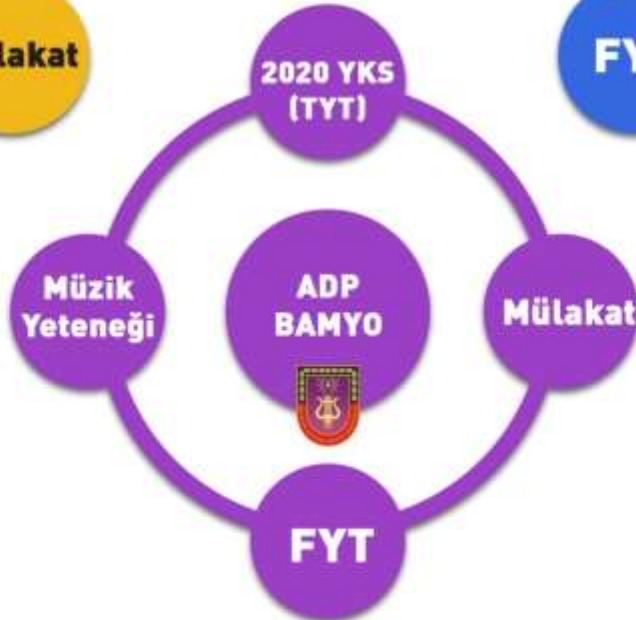 lakat
2020 YKS
(TYT)
FY
Müzik
Yeteneği
ADP
BAMYO
Mülakat
FYT